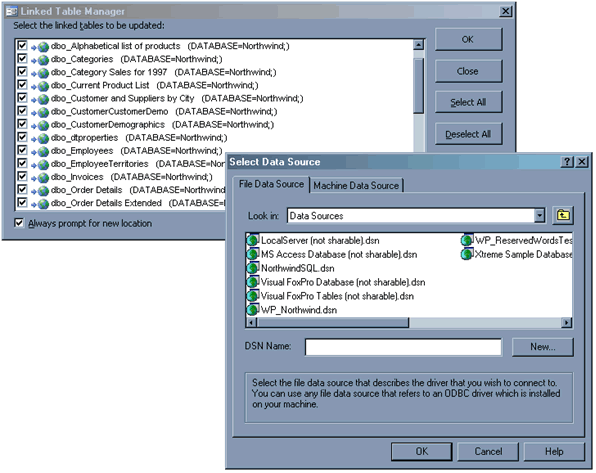 Linked Table Manager
Select the linked tables to be updated:
dbo_Alphabetical list of products (DATABASE=Northwind;)
dbo_Categories (DATABASE=Northwind;)
dbo_Category Sales for 1997 (DATABASE=Northwind;)
dbo_Current Product List (DATABASE=Northwind;)
dbo_Customer and Suppliers by City (DATABASE=Northwind;)
dbo_CustomerCustomerDemo (DATABASE=Northwind;)
dbo_CustomerDemographics (DATABASE=Northwind;)
dbo_dtproperties (DATABASE=Northwind;)
dbo_Employees (DATABASE=Northwind;)
dbo_EmployeeTerritories (DATABASE=Northwind;)
dbo_Invoices (DATABASE=Northwind;)
dbo_Order Details (DATABASE=Northwind
dbo_Order Details Extended (DATABASE=
Always prompt for new location
OK
Close
Select All
Deselect All
Select Data Source
File Data Source
Machine Data Source
Look in:
Data Sources
LocalServer (not sharable).dsn
MS Access Database (not sharable).dsn
NorthwindSQL.dsn
Visual FoxPro Database (not sharable).dsn
Visual FoxPro Tables (not sharable).dsn
WP_Northwind.dsn
WP_ReservedWordsTes
Xtreme Sample Database
DSN Name:
New...
Select the file data source that describes the driver that you wish to connect to.
You can use any file data source that refers to an ODBC driver which is installed
on your machine.
OK
Cancel
Help